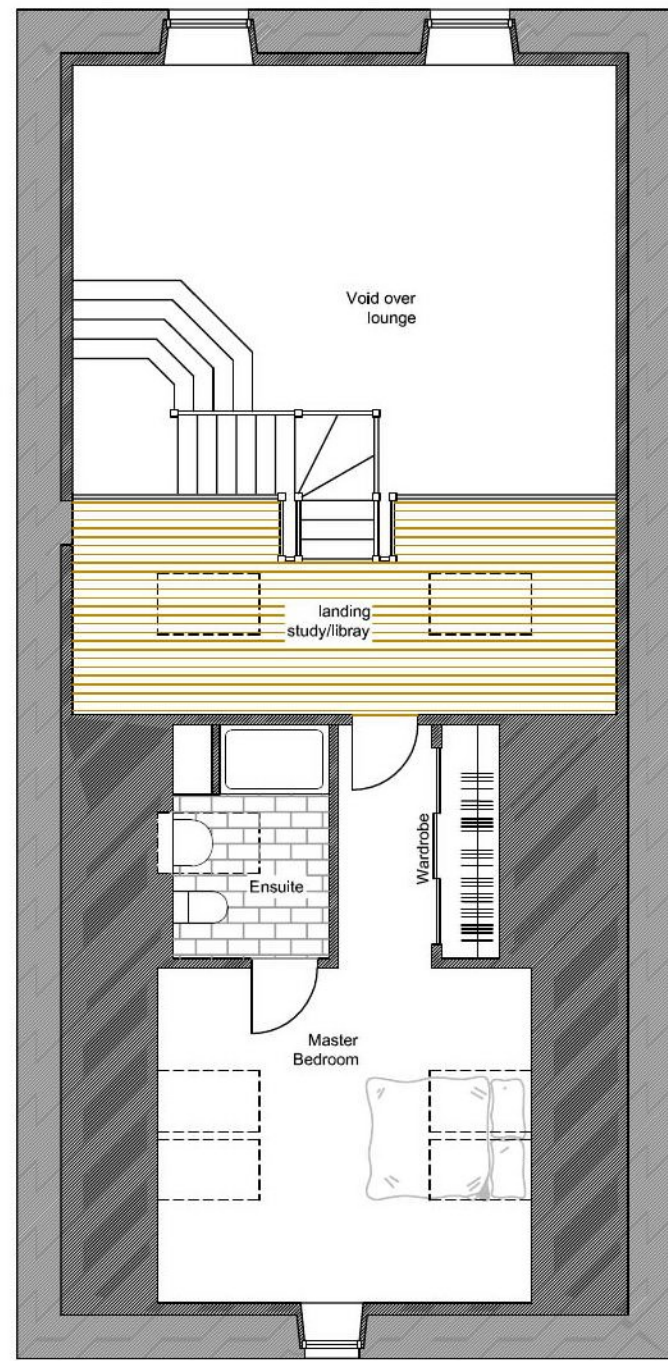 Void over
lounge
landing
study/libray
Wardrobe
Ensuite
Master
Bedroom